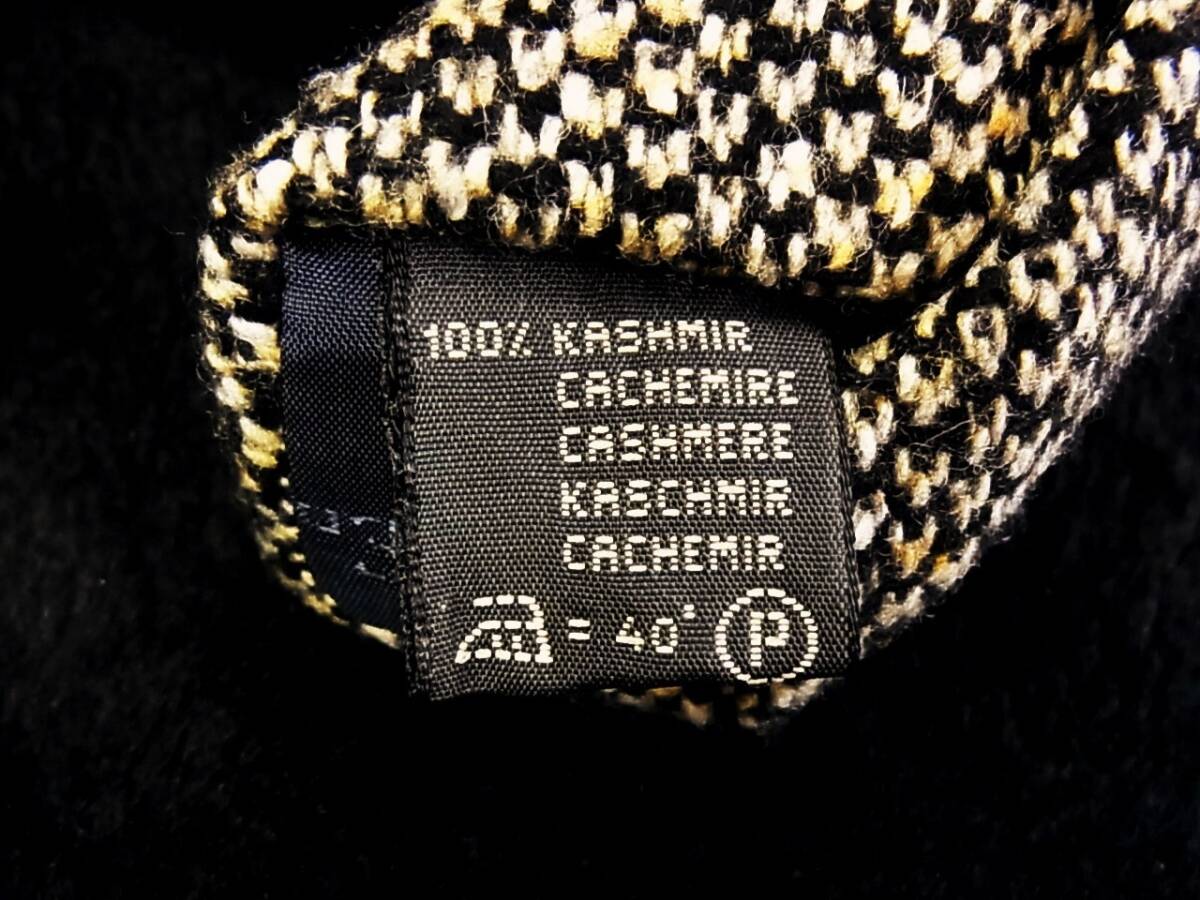 100% KASHMIR
CACHEMIRE
CASHMERE
KASCHMIR
CACHEMIR
= 40° P